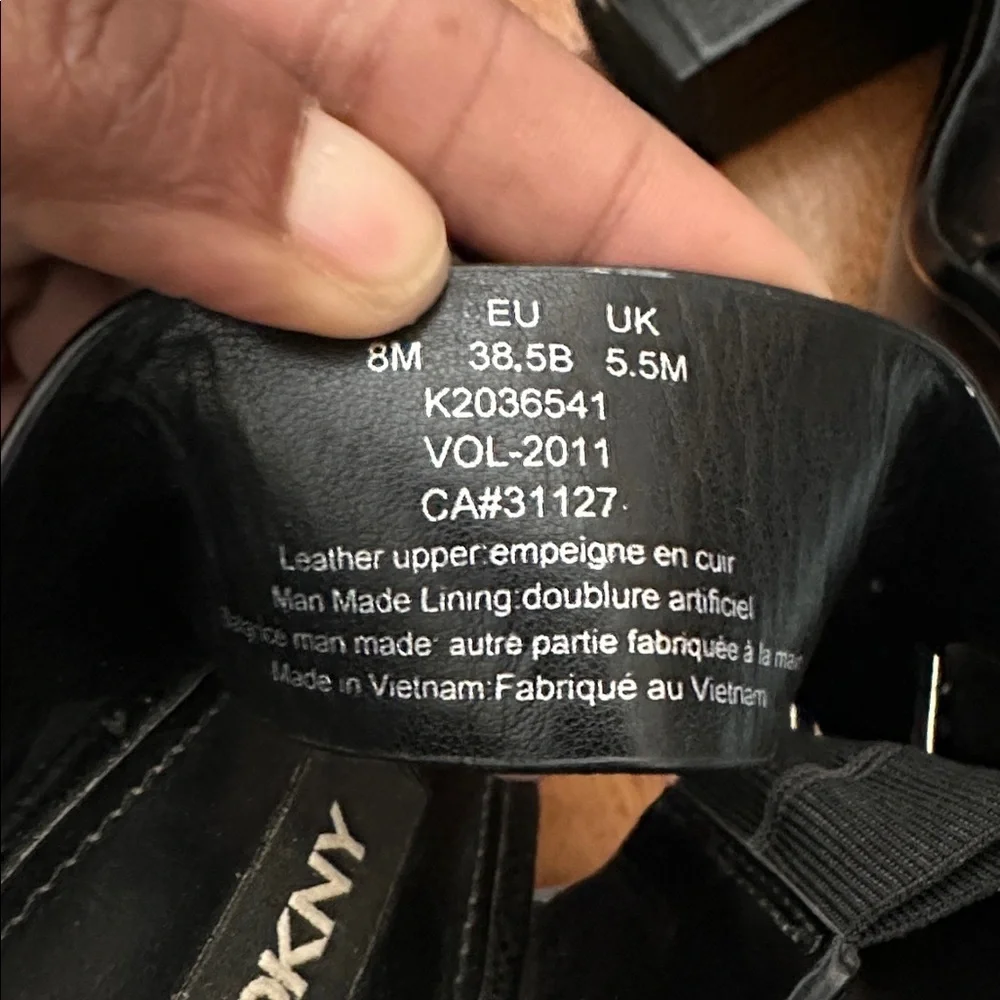 EU UK
8M 38.5B 5.5M
K2036541
VOL-2011
CA#31127
Leather upper:empeigne en cuir
Man Made Lining:doublure artificiel
man made: autre partie fabriquée à la main
Made in Vietnam:Fabriqué au Vietnam
DKNY